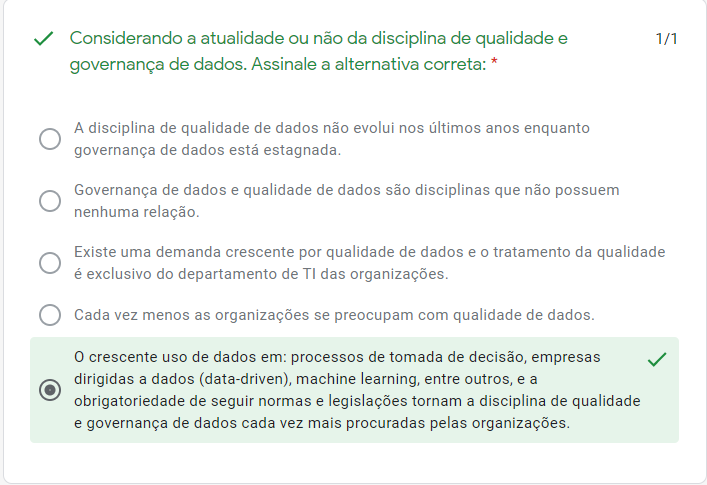 Considerando a atualidade ou não da disciplina de qualidade e
1/1
governança de dados. Assinale a alternativa correta: *
A disciplina de qualidade de dados não evolui nos últimos anos enquanto
governança de dados está estagnada.
Governança de dados e qualidade de dados são disciplinas que não possuem
nenhuma relação.
Existe uma demanda crescente por qualidade de dados e o tratamento da qualidade
é exclusivo do departamento de TI das organizações.
Cada vez menos as organizações se preocupam com qualidade de dados.
O crescente uso de dados em: processos de tomada de decisão, empresas
dirigidas a dados (data-driven), machine learning, entre outros, e a
obrigatoriedade de seguir normas e legislações tornam a disciplina de qualidade
e governança de dados cada vez mais procuradas pelas organizações.